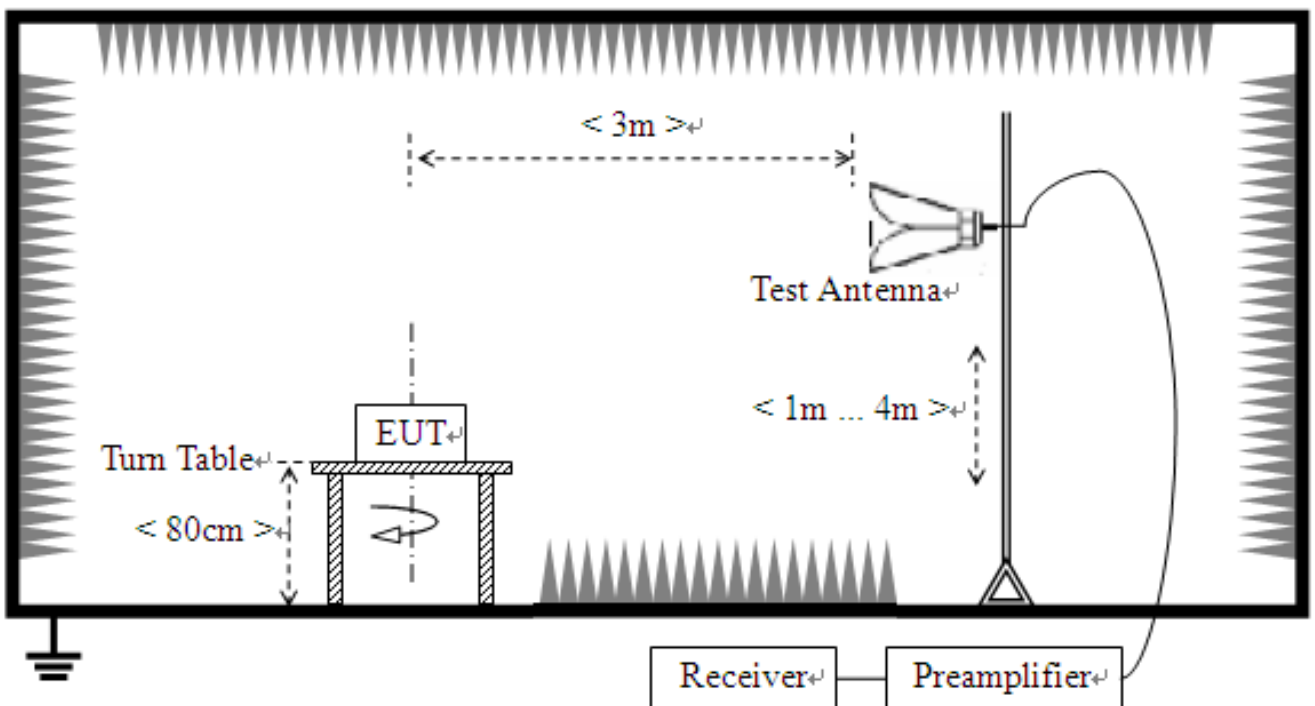 < 3m >↵
Test Antenna↵
< 1m ... 4m >↵
EUT↵
Turn Table↵
< 80cm >↵
Receiver↵
Preamplifier↵